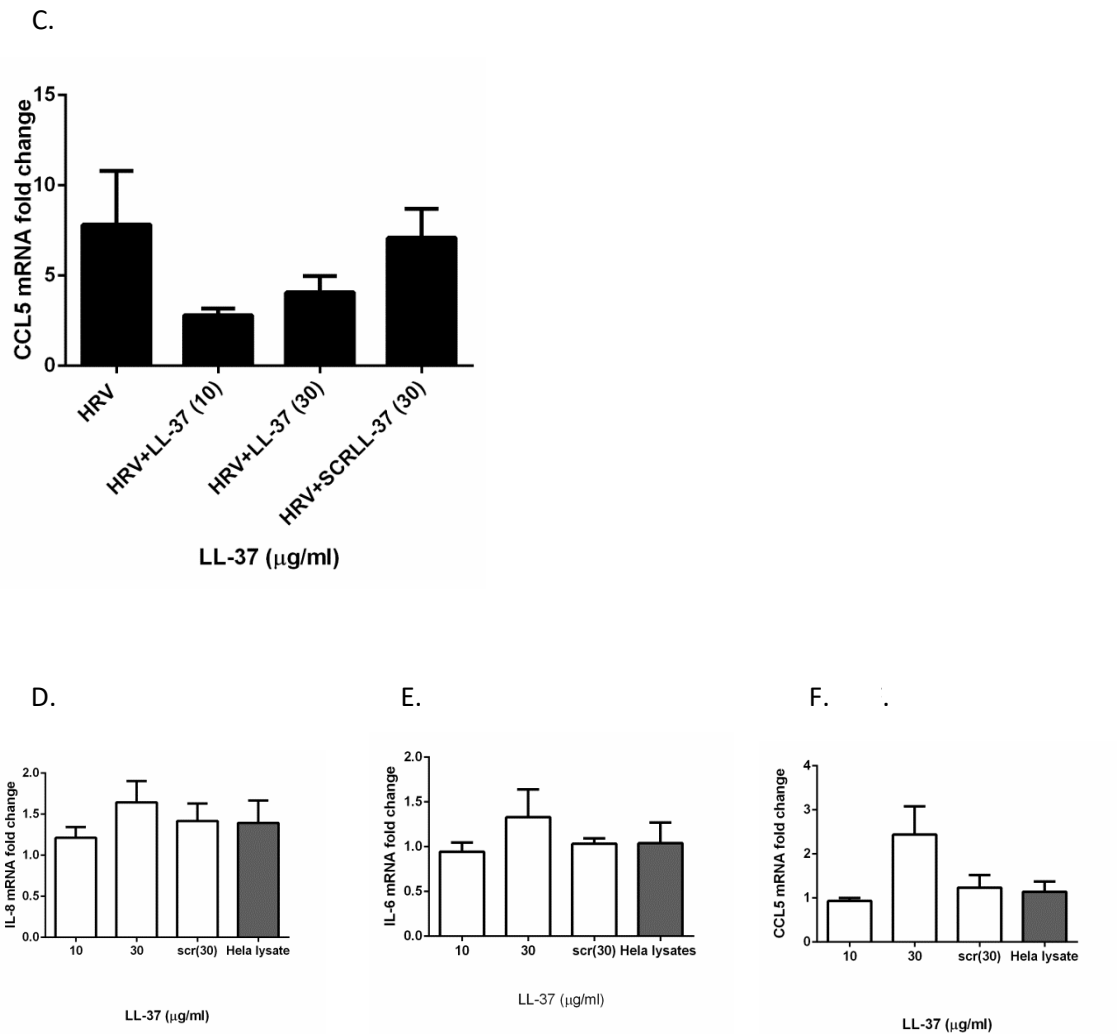 C.
CCL5 mRNA fold change
15
10
5
0
HRV
HRV+LL-37 (10)
HRV+LL-37 (30)
HRV+SCRLL-37 (30)
LL-37 (μg/ml)
D.
IL-8 mRNA fold change
2.0
1.5
1.0
0.5
0.0
10 30 scr(30) Hela lysate
LL-37 (μg/ml)
E.
IL-6 mRNA fold change
2.0
1.5
1.0
0.5
0.0
10 30 scr(30) Hela lysates
LL-37 (μg/ml)
F. .
CCL5 mRNA fold change
4
3
2
1
0
10 30 scr(30) Hela lysate
LL-37 (μg/ml)